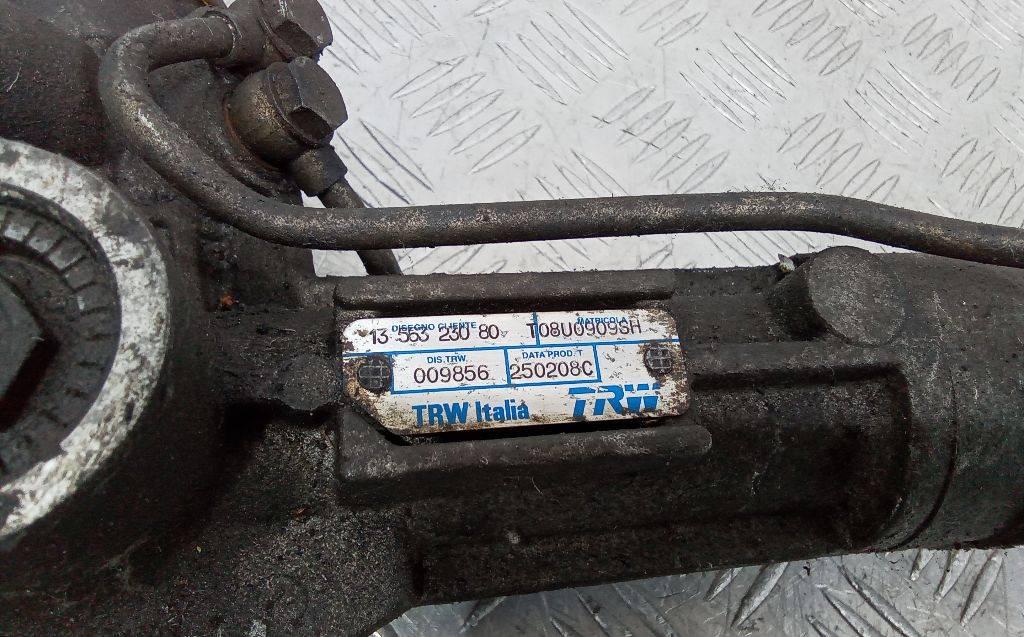 DISEGNO CLIENTE MATRICOLA
13 563 230 80 T08U0909SH
DIS. TRW DATA PROD. T
009856 250208C
TRW Italia TRW